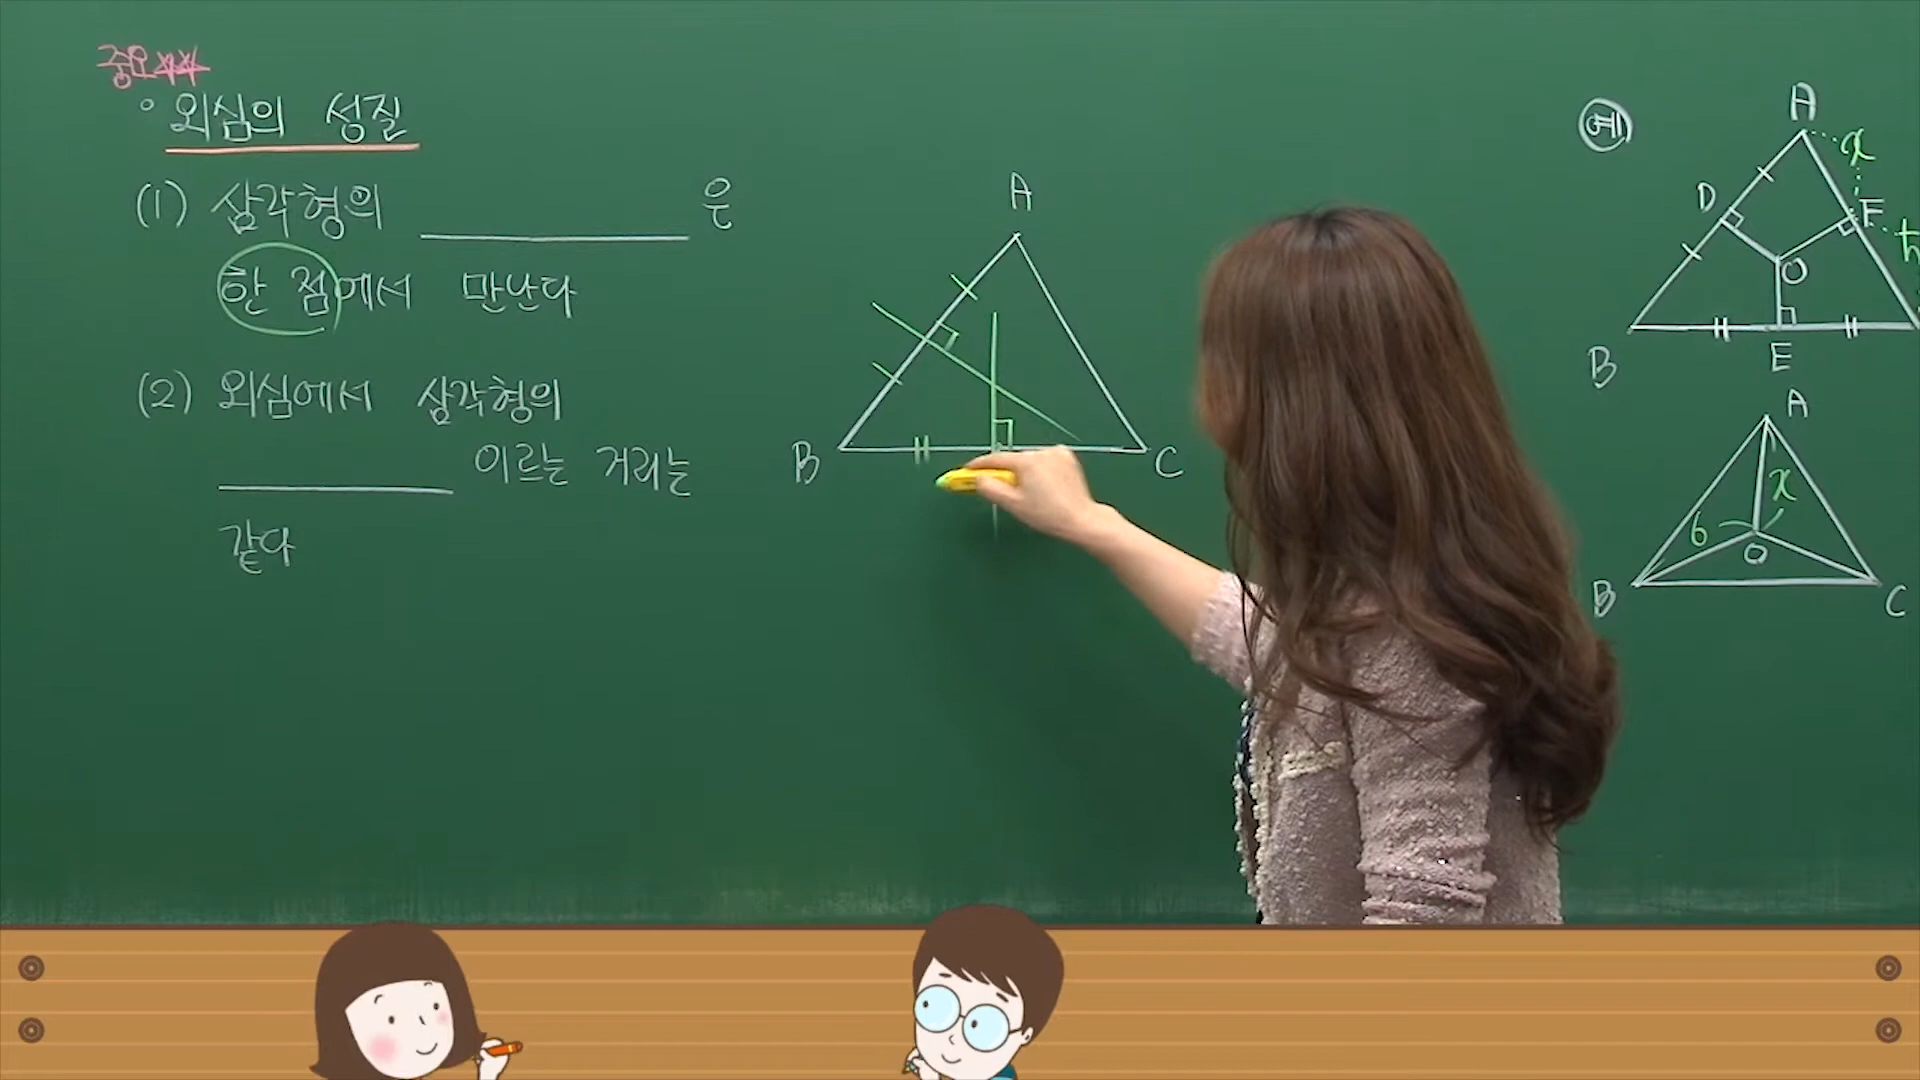 중요
외심의 성질
(1) 삼각형의 ________ 은
한 점에서 만난다
(2) 외심에서 삼각형의
________ 이르는 거리는
같다
A
B
C
예
A
x
D
F
O
B
E
A
x
6
O
B
C